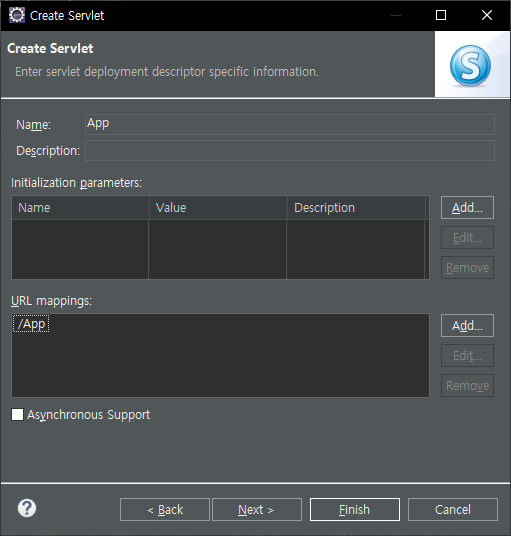 Create Servlet
Create Servlet
Enter servlet deployment descriptor specific information.
S
Name: App
Description:
Initialization parameters:
Name Value Description
Add...
Edit...
Remove
URL mappings:
/App
Add...
Edit...
Remove
Asynchronous Support
? < Back Next > Finish Cancel